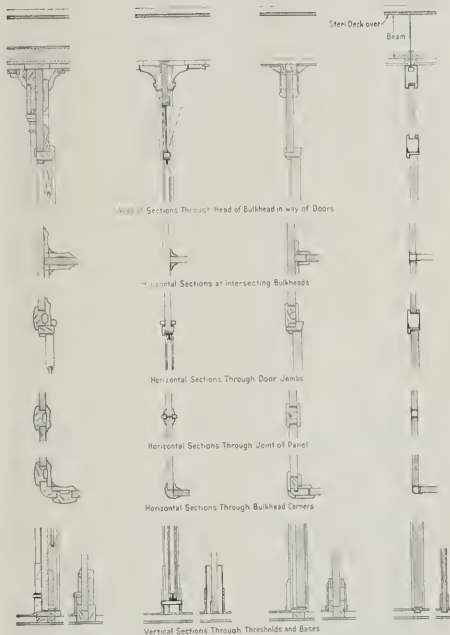 Steel Deck over
Beam
Sections Through Head of Bulkhead in way of Doors
Horizontal Sections at Intersecting Bulkheads
Horizontal Sections Through Door Jambs
Horizontal Sections Through Joint of Panel
Horizontal Sections Through Bulkhead Corners
Vertical Sections Through Thresholds and Bases